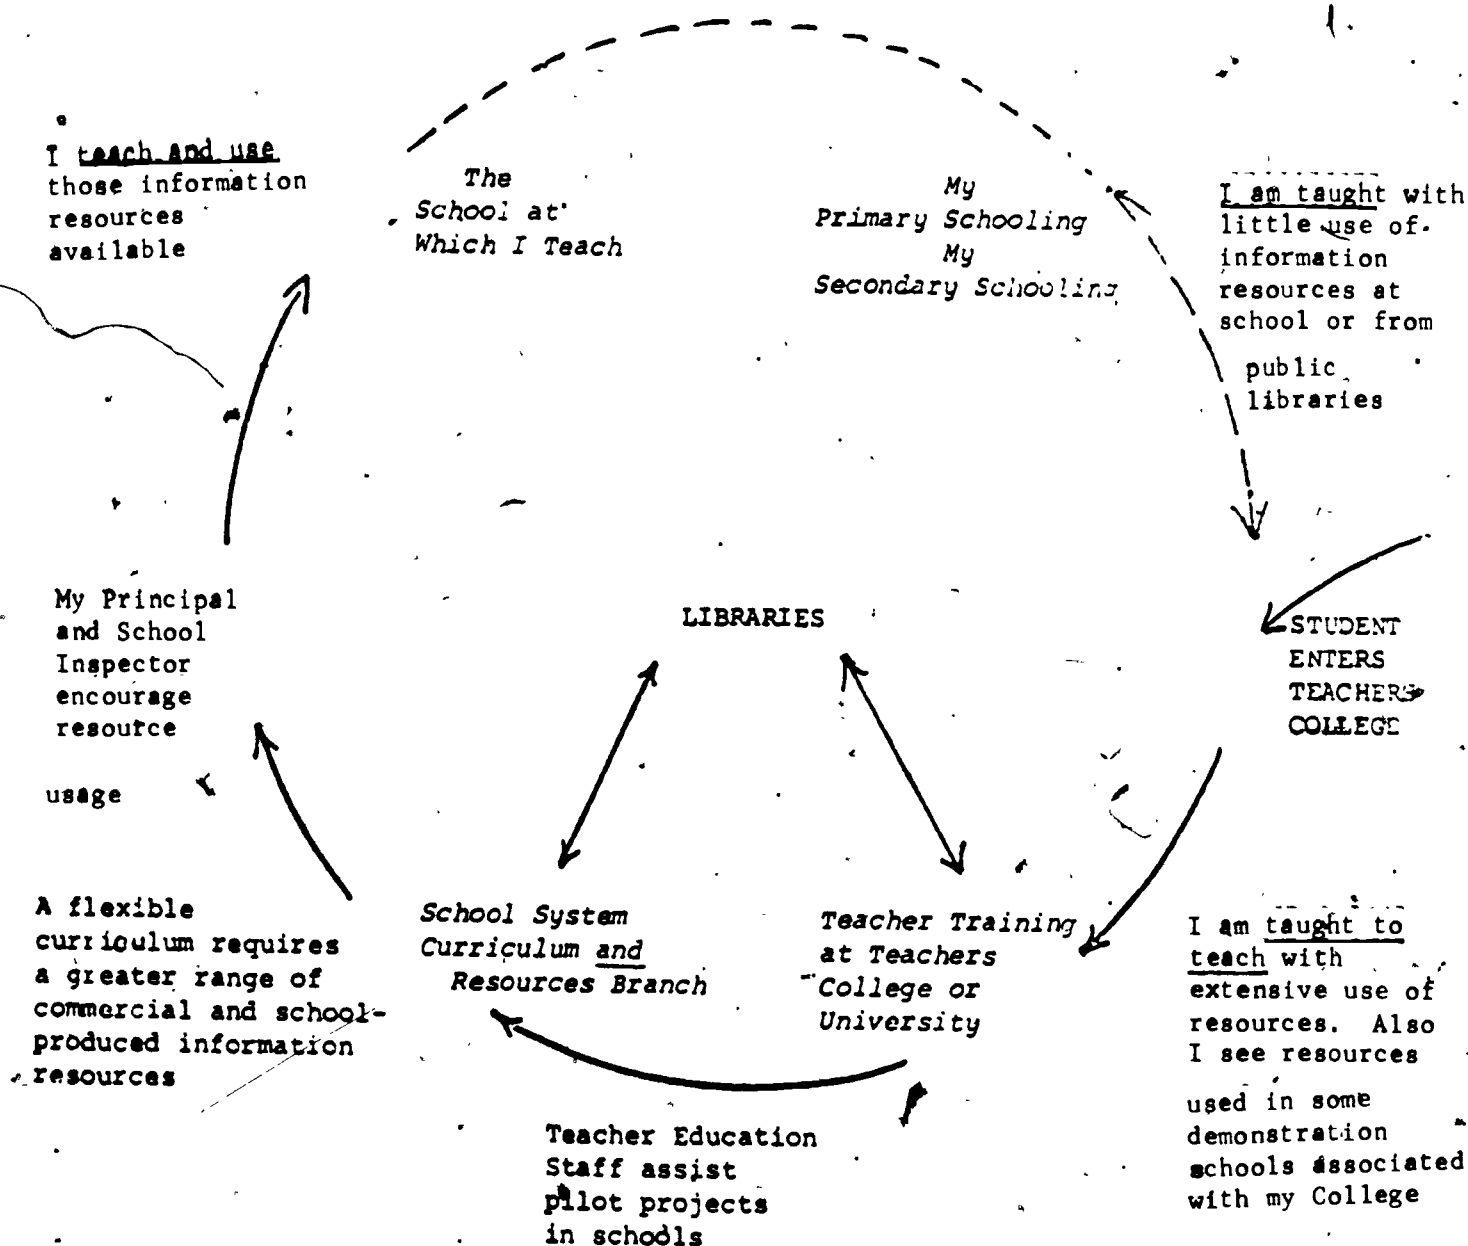 I teach and use
those information
resources
available
The
School at
Which I Teach
My
Primary Schooling
My
Secondary Schooling
I am taught with
little use of
information
resources at
school or from
public
libraries
My Principal
and School
Inspector
encourage
resource
usage
LIBRARIES
STUDENT
ENTERS
TEACHERS
COLLEGE
A flexible
curriculum requires
a greater range of
commercial and school-
produced information
resources
School System
Curriculum and
Resources Branch
Teacher Training
at Teachers
College or
University
I am taught to
teach with
extensive use of
resources. Also
I see resources
used in some
demonstration
schools associated
with my College
Teacher Education
Staff assist
pilot projects
in schools